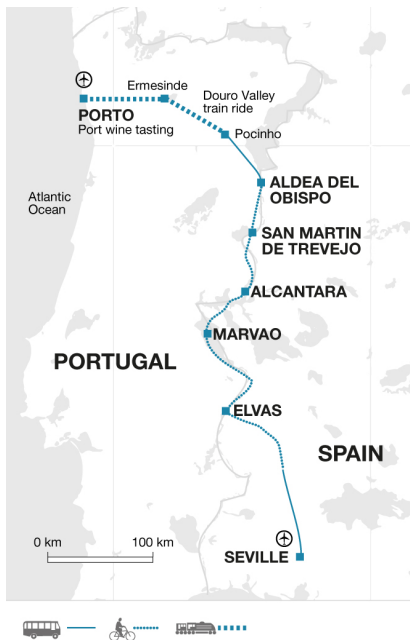 Ermesinde
Douro Valley
train ride
PORTO
Port wine tasting
Pocinho
ALDEA DEL
OBISPO
Atlantic
Ocean
SAN MARTIN
DE TREVEJO
ALCANTARA
MARVAO
PORTUGAL
ELVAS
SPAIN
0 km
100 km
SEVILLE